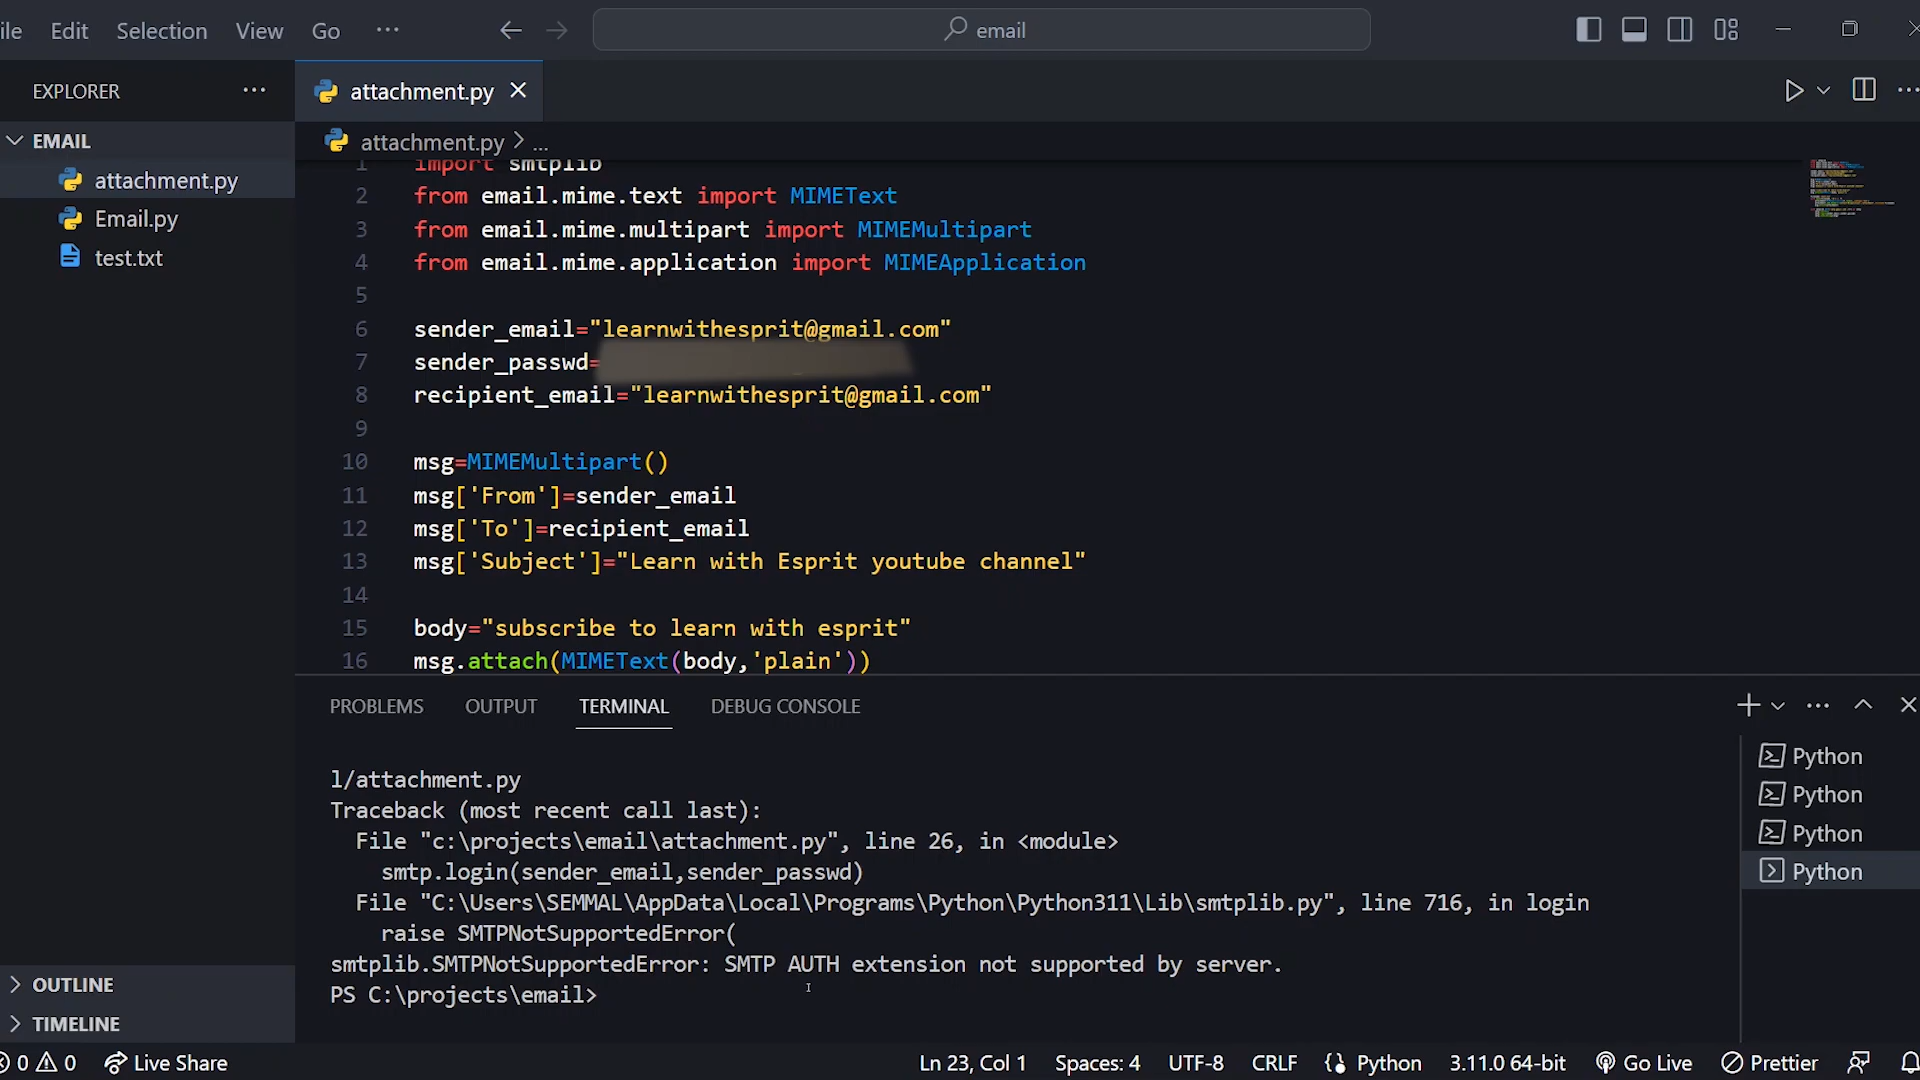 ile Edit Selection View Go ··· email
EXPLORER ···
EMAIL
attachment.py
Email.py
test.txt
OUTLINE
TIMELINE
attachment.py
attachment.py > ...
1 import smtplib
2 from email.mime.text import MIMEText
3 from email.mime.multipart import MIMEMultipart
4 from email.mime.application import MIMEApplication
5
6 sender_email="learnwithesprit@gmail.com"
7 sender_passwd=
8 recipient_email="learnwithesprit@gmail.com"
9
10 msg=MIMEMultipart()
11 msg['From']=sender_email
12 msg['To']=recipient_email
13 msg['Subject']="Learn with Esprit youtube channel"
14
15 body="subscribe to learn with esprit"
16 msg.attach(MIMEText(body,'plain'))
PROBLEMS OUTPUT TERMINAL DEBUG CONSOLE
l/attachment.py
Traceback (most recent call last):
File "c:\projects\email\attachment.py", line 26, in <module>
smtp.login(sender_email,sender_passwd)
File "C:\Users\SEMMAL\AppData\Local\Programs\Python\Python311\Lib\smtplib.py", line 716, in login
raise SMTPNotSupportedError(
smtplib.SMTPNotSupportedError: SMTP AUTH extension not supported by server.
PS C:\projects\email>
Python
Python
Python
Python
0 0 Live Share Ln 23, Col 1 Spaces: 4 UTF-8 CRLF Python 3.11.0 64-bit Go Live Prettier